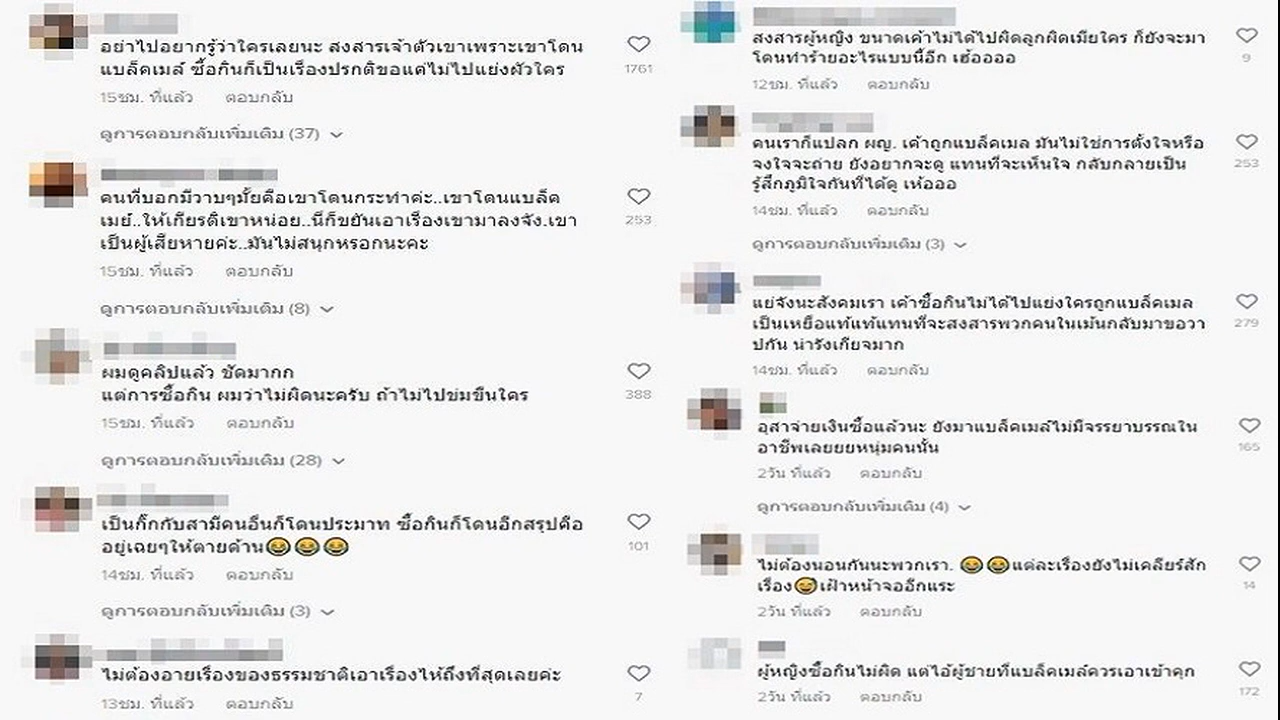 อย่าไปอยากรู้ว่าใครเลยนะ สงสารเจ้าตัวเขาเพราะเขาโดน
แบล็คเมล์ ซื้อกินก็เป็นเรื่องปรกติขอแค่ไม่ไปแย่งผัวใคร
1761
15ชม. ที่แล้ว ตอบกลับ
ดูการตอบกลับเพิ่มเติม (37)
คนที่บอกมีวาบๆมั้ยคือเขาโดนกระทำค่ะ..เขาโดนแบล็ค
เมย์..ให้เกียรติเขาหน่อย..นี่ก็ขยันเอาเรื่องเขามาลงจัง.เขา
เป็นผู้เสียหายค่ะ..มันไม่สนุกหรอกนะคะ
253
15ชม. ที่แล้ว ตอบกลับ
ดูการตอบกลับเพิ่มเติม (8)
ผมดูคลิปแล้ว ชัดมากก
แต่การซื้อกิน ผมว่าไม่ผิดนะครับ ถ้าไม่ไปข่มขืนใคร
388
15ชม. ที่แล้ว ตอบกลับ
ดูการตอบกลับเพิ่มเติม (28)
เป็นกิ๊กกับสามีคนอื่นก็โดนประมาท ซื้อกินก็โดนอีกสรุปคือ
อยู่เฉยๆให้ตายด้าน😂😂😂
101
14ชม. ที่แล้ว ตอบกลับ
ดูการตอบกลับเพิ่มเติม (3)
ไม่ต้องอายเรื่องของธรรมชาติเอาเรื่องไห้ถึงที่สุดเลยค่ะ
7
13ชม. ที่แล้ว ตอบกลับ
สงสารผู้หญิง ขนาดเค้าไม่ได้ไปผิดลูกผิดเมียใคร ก็ยังจะมา
โดนทำร้ายอะไรแบบนี้อีก เฮ้อออออ
9
12ชม. ที่แล้ว ตอบกลับ
คนเราก็แปลก ผญ. เค้าถูกแบล็คเมล มันไม่ใช่การตั้งใจหรือ
จงใจจะถ่าย ยังอยากจะดู แทนที่จะเห็นใจ กลับกลายเป็น
รู้สึกภูมิใจกันที่ได้ดู เห้อออ
253
14ชม. ที่แล้ว ตอบกลับ
ดูการตอบกลับเพิ่มเติม (3)
แย่จังนะสังคมเรา เค้าซื้อกินไม่ได้ไปแย่งใครถูกแบล็คเมล
เป็นเหยื่อแท้แท้แทนที่จะสงสารพวกคนในเม้นกลับมาขอวา
ปกัน น่ารังเกียจมาก
279
14ชม. ที่แล้ว ตอบกลับ
อุสาจ่ายเงินซื้อแล้วนะ ยังมาแบล็คเมล์ไม่มีจรรยาบรรณใน
อาชีพเลยยยหนุ่มคนนั้น
165
2วัน ที่แล้ว ตอบกลับ
ดูการตอบกลับเพิ่มเติม (4)
ไม่ต้องนอนกันนะพวกเรา. 😂😂แต่ละเรื่องยังไม่เคลียร์สัก
เรื่อง😅เฝ้าหน้าจออีกแระ
14
2วัน ที่แล้ว ตอบกลับ
ผู้หญิงซื้อกินไม่ผิด แต่ไอ้ผู้ชายที่แบล็คเมล์ควรเอาเข้าคุก
172
2วัน ที่แล้ว ตอบกลับ